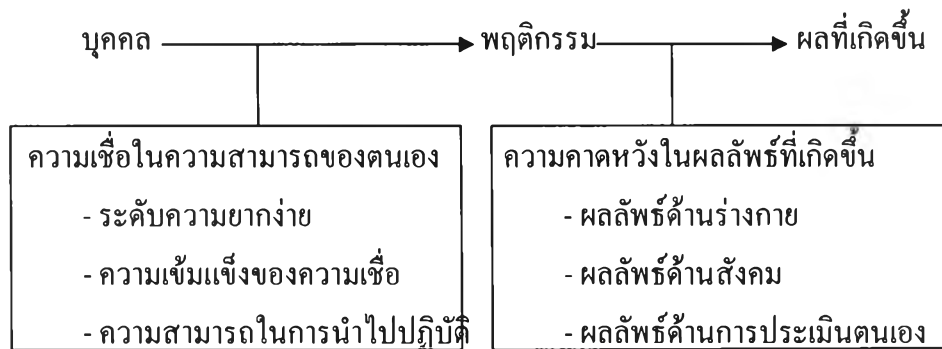 บุคคล พฤติกรรม ผลที่เกิดขึ้น
ความเชื่อในความสามารถของตนเอง
- ระดับความยากง่าย
- ความเข้มแข็งของความเชื่อ
- ความสามารถในการนำไปปฏิบัติ
ความคาดหวังในผลลัพธ์ที่เกิดขึ้น
- ผลลัพธ์ด้านร่างกาย
- ผลลัพธ์ด้านสังคม
- ผลลัพธ์ด้านการประเมินตนเอง